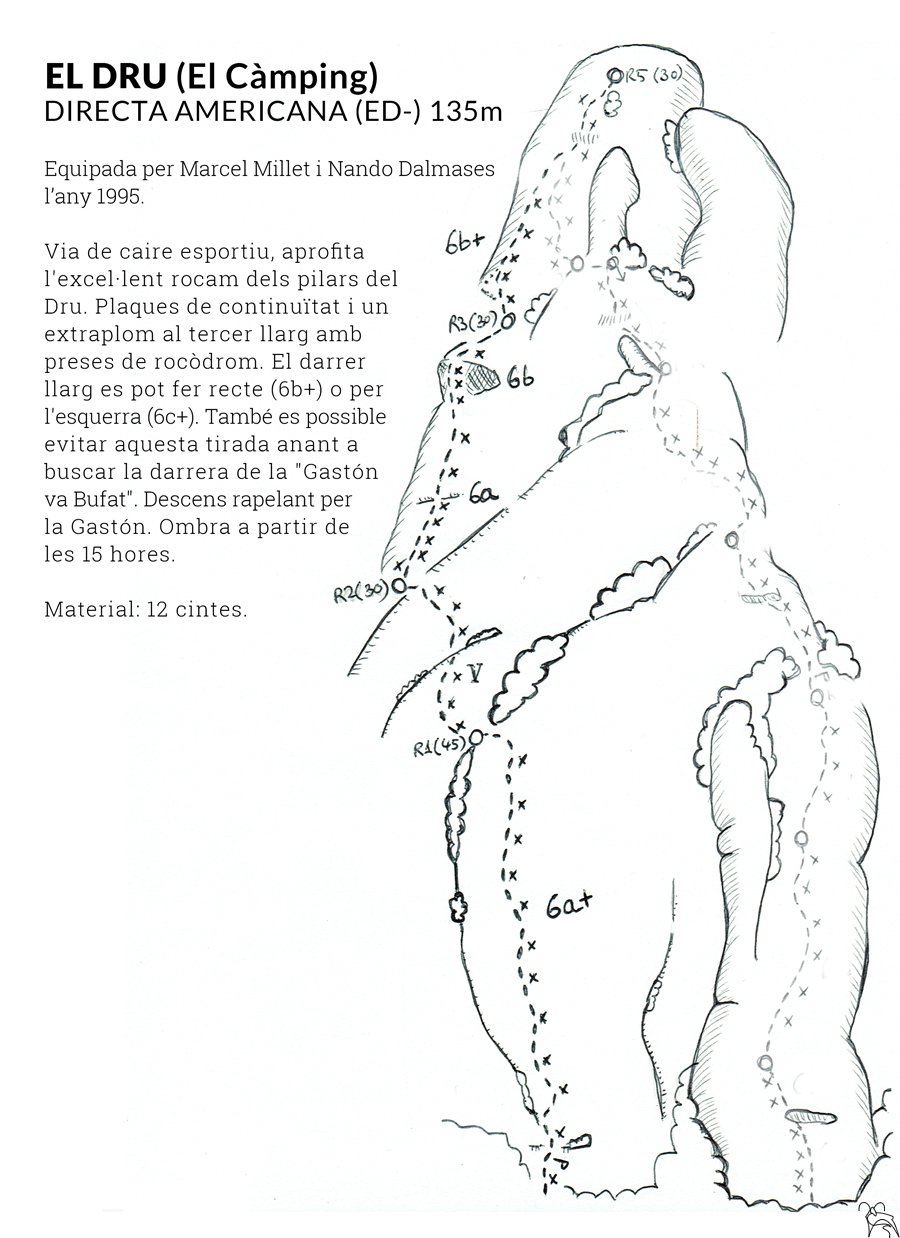 EL DRU (El Càmping)
DIRECTA AMERICANA (ED-) 135m
Equipada per Marcel Millet i Nando Dalmases
l’any 1995.
Via de caire esportiu, aprofita
l'excel·lent rocam dels pilars del
Dru. Plaques de continuïtat i un
extraplom al tercer llarg amb
preses de rocòdrom. El darrer
llarg es pot fer recte (6b+) o per
l'esquerra (6c+). També es possible
evitar aquesta tirada anant a
buscar la darrera de la "Gastón
va Bufat". Descens rapelant per
la Gastón. Ombra a partir de
les 15 hores.
Material: 12 cintes.
R5 (30)
6b+
R3(30)
6b
6a
R2(30)
V
R1(45)
6a+